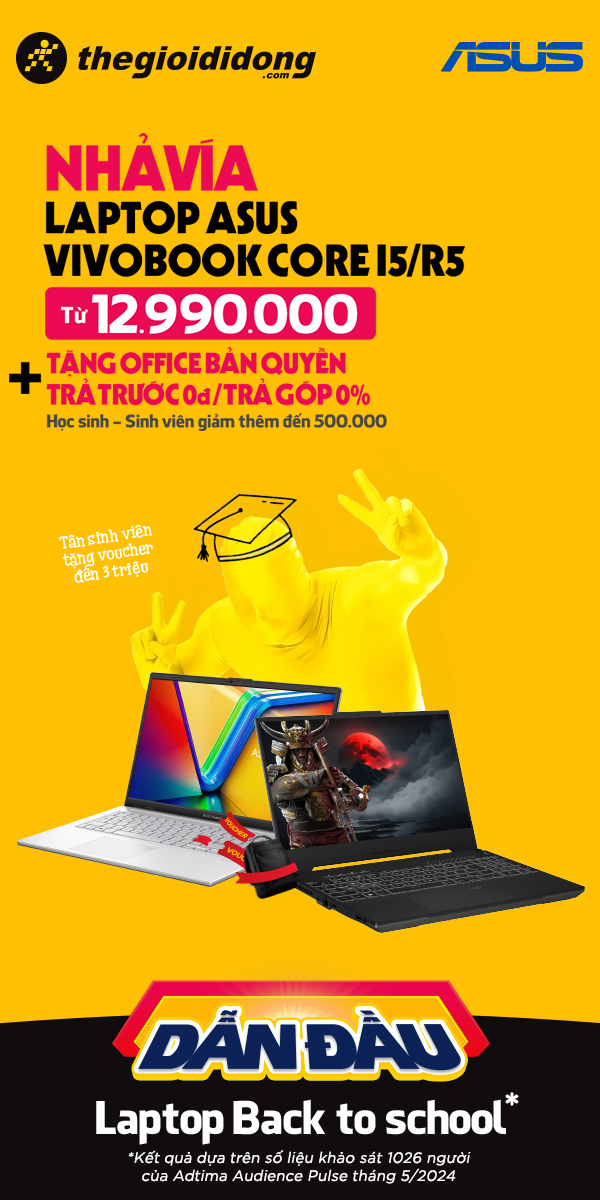 thegioididong
.com
ASUS
NHẢ VÍA
LAPTOP ASUS
VIVOBOOK CORE I5/R5
Từ 12.990.000
+ TẶNG OFFICE BẢN QUYỀN
TRẢ TRƯỚC 0đ/TRẢ GÓP 0%
Học sinh – Sinh viên giảm thêm đến 500.000
Tân sinh viên
tặng voucher
đến 3 triệu
VOUCHER
DẪN ĐẦU
Laptop Back to school*
*Kết quả dựa trên số liệu khảo sát 1026 người
của Adtima Audience Pulse tháng 5/2024